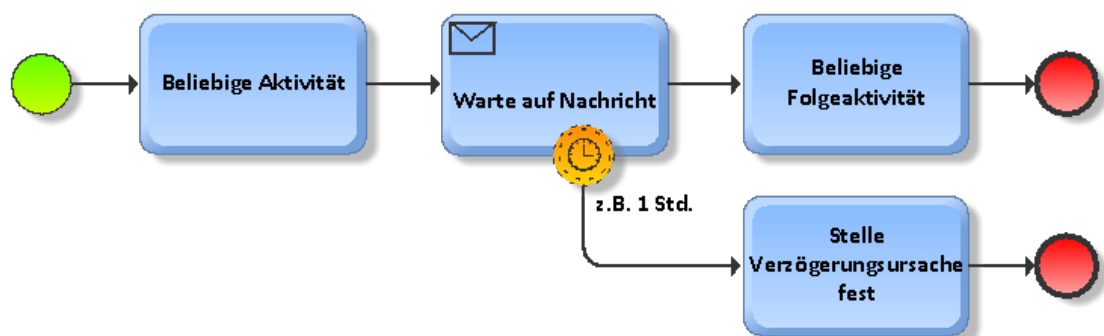 Beliebige Aktivität
Warte auf Nachricht
Beliebige
Folgeaktivität
z.B. 1 Std.
Stelle
Verzögerungsursache
fest